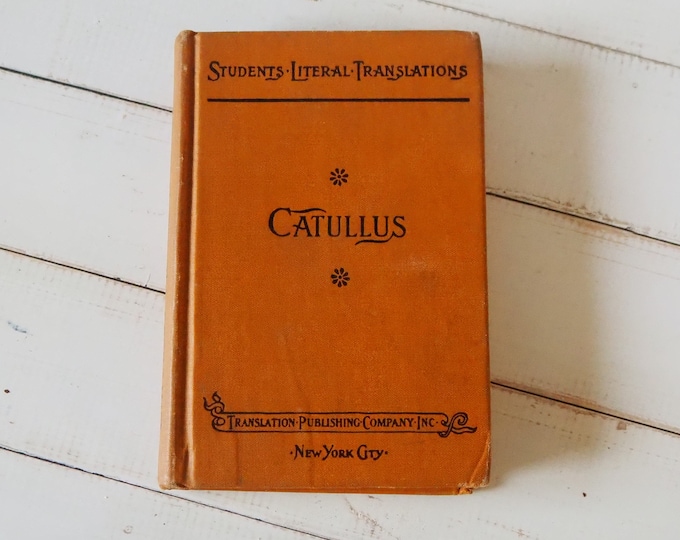 STUDENTS·LITERAL·TRANSLATIONS
CATULLUS
TRANSLATION·PUBLISHING·COMPANY·INC·
·NEW YORK CITY·